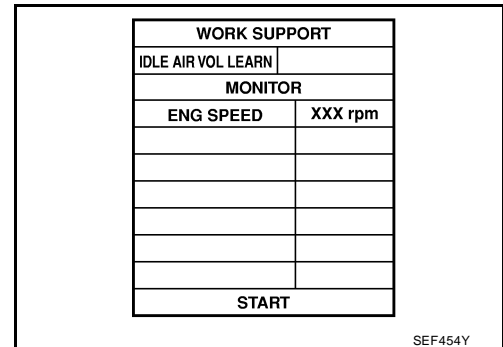 WORK SUPPORT
IDLE AIR VOL LEARN
MONITOR
ENG SPEED XXX rpm
START
SEF454Y